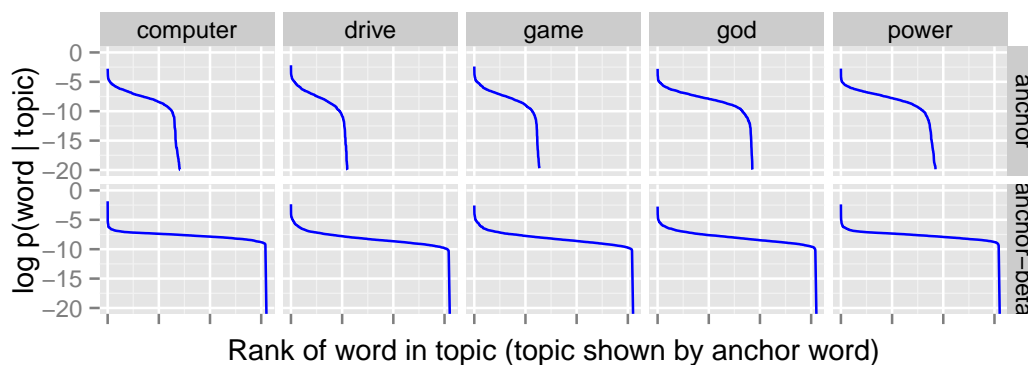 computer drive game god power
0
−5
−10
−15
−20
anchor
0
−5
−10
−15
−20
anchor−beta
log p(word | topic)
Rank of word in topic (topic shown by anchor word)